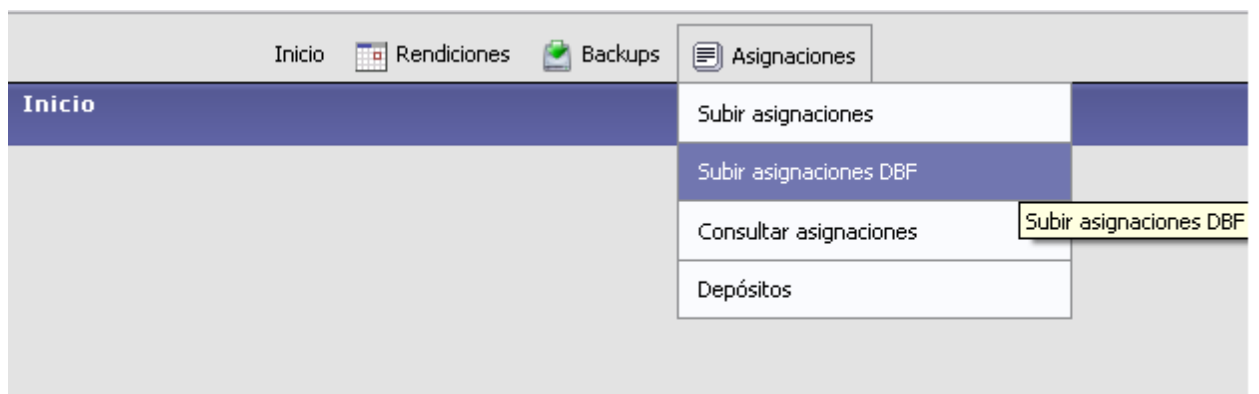 Inicio Rendiciones Backups Asignaciones
Inicio
Subir asignaciones
Subir asignaciones DBF
Subir asignaciones DBF
Consultar asignaciones
Depósitos